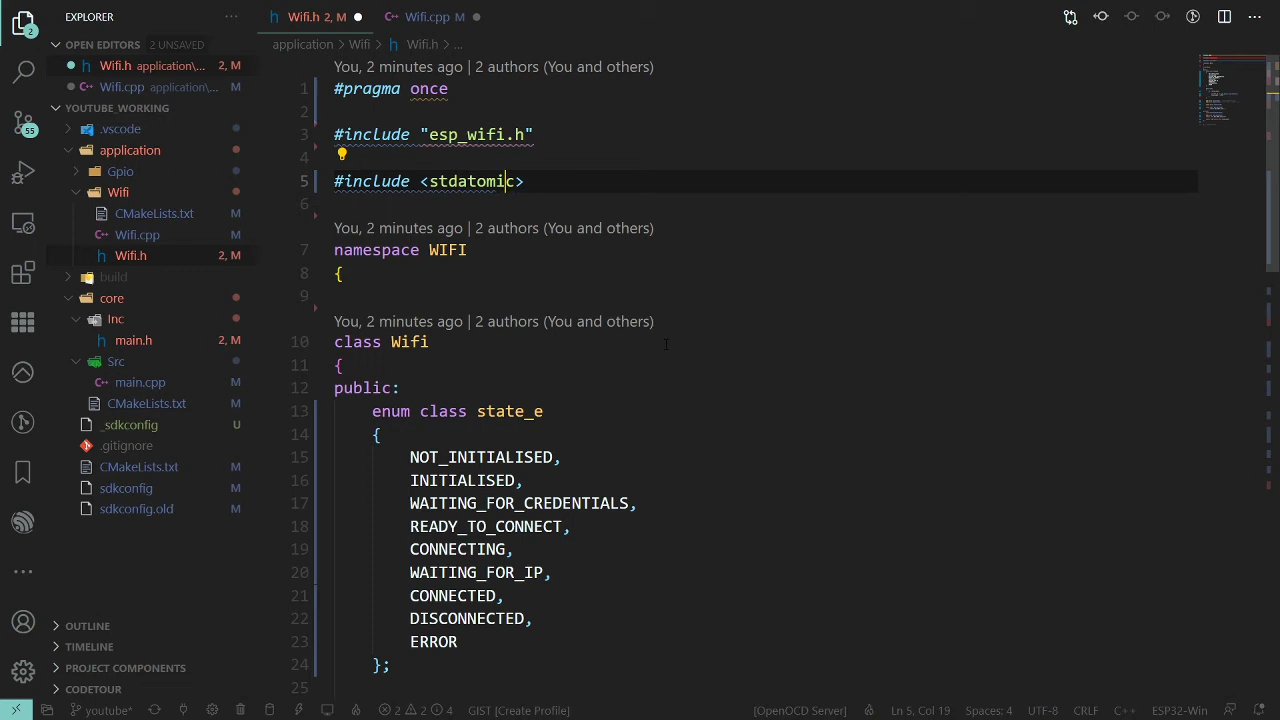 EXPLORER
OPEN EDITORS 2 UNSAVED
Wifi.h application\... 2, M
Wifi.cpp application\... M
YOUTUBE_WORKING
.vscode
application
Gpio
Wifi
CMakeLists.txt M
Wifi.cpp M
Wifi.h 2, M
build
core
Inc
main.h M
Src
main.cpp M
CMakeLists.txt M
_sdkconfig U
.gitignore
CMakeLists.txt M
sdkconfig M
sdkconfig.old M
OUTLINE
TIMELINE
PROJECT COMPONENTS
CODETOUR
2
55
Wifi.h 2, M
Wifi.cpp M
application > Wifi > h Wifi.h > ...
You, 2 minutes ago | 2 authors (You and others)
1 #pragma once
2
3 #include "esp_wifi.h"
4
5 #include <stdatomic>
6
You, 2 minutes ago | 2 authors (You and others)
7 namespace WIFI
8 {
9
You, 2 minutes ago | 2 authors (You and others)
10 class Wifi
11 {
12 public:
13 enum class state_e
14 {
15 NOT_INITIALISED,
16 INITIALISED,
17 WAITING_FOR_CREDENTIALS,
18 READY_TO_CONNECT,
19 CONNECTING,
20 WAITING_FOR_IP,
21 CONNECTED,
22 DISCONNECTED,
23 ERROR
24 };
25
youtube* 2 2 4 GIST [Create Profile] [OpenOCD Server] Ln 5, Col 19 Spaces: 4 UTF-8 CRLF C++ ESP32-Win